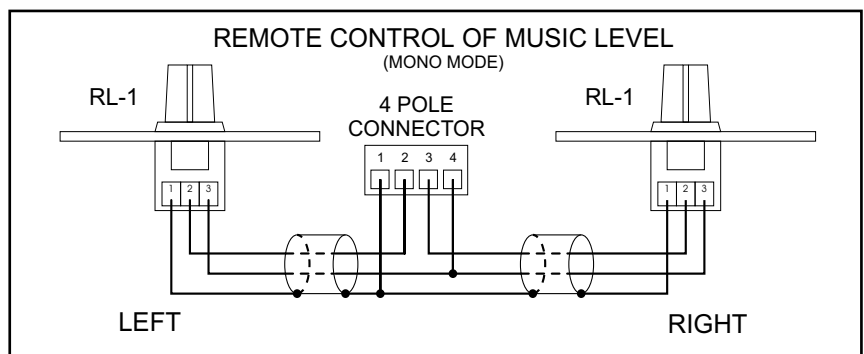 REMOTE CONTROL OF MUSIC LEVEL
(MONO MODE)
RL-1
RL-1
4 POLE
CONNECTOR
1 2 3 4
1 2 3
1 2 3
LEFT
RIGHT